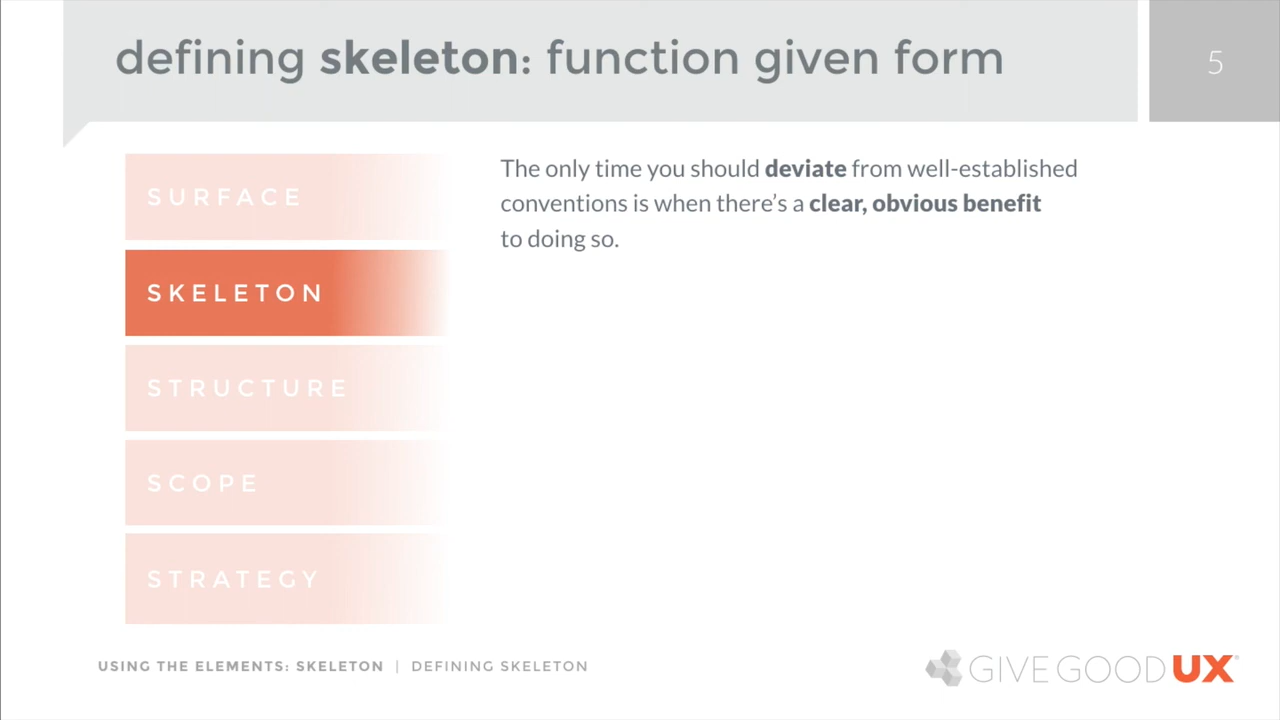 defining skeleton: function given form
5
SURFACE
SKELETON
STRUCTURE
SCOPE
STRATEGY
The only time you should deviate from well-established
conventions is when there’s a clear, obvious benefit
to doing so.
USING THE ELEMENTS: SKELETON | DEFINING SKELETON
GIVE GOOD UX